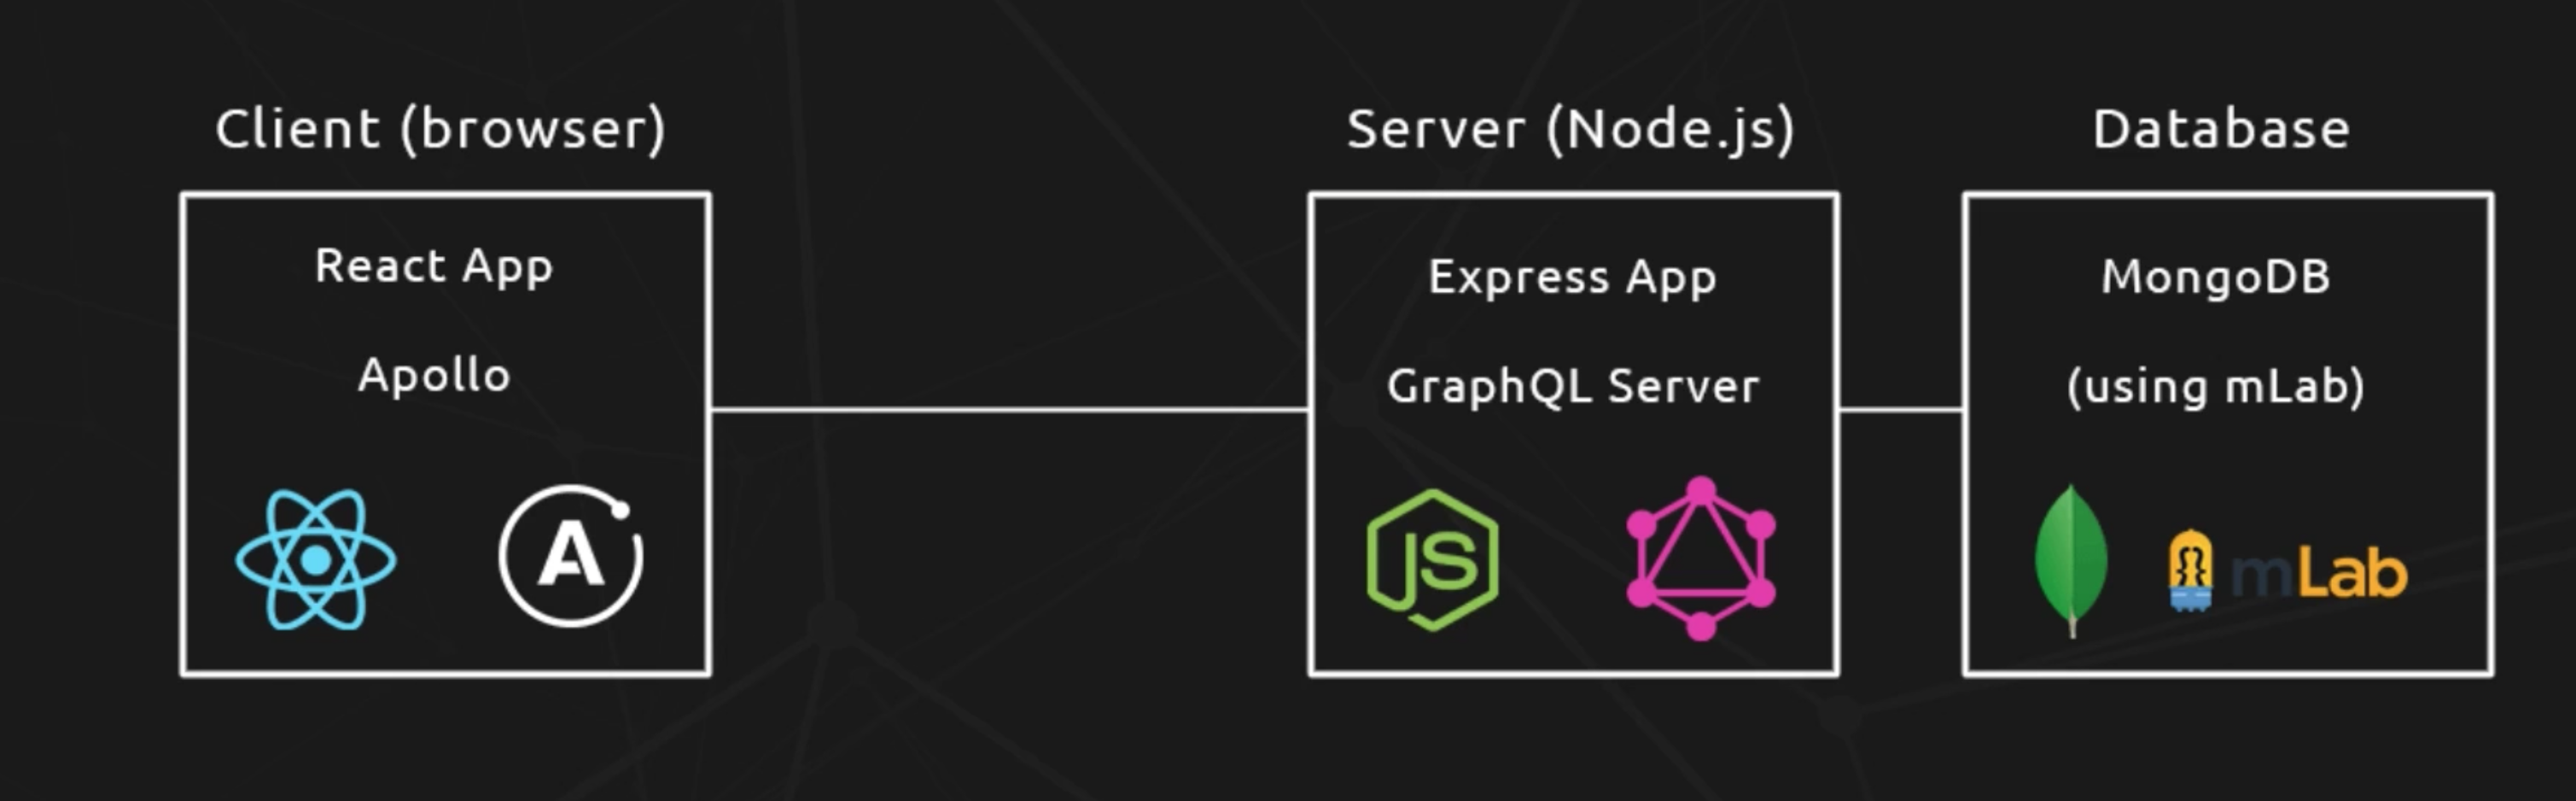 Client (browser)
React App
Apollo
A
Server (Node.js)
Express App
GraphQL Server
JS
Database
MongoDB
(using mLab)
mLab